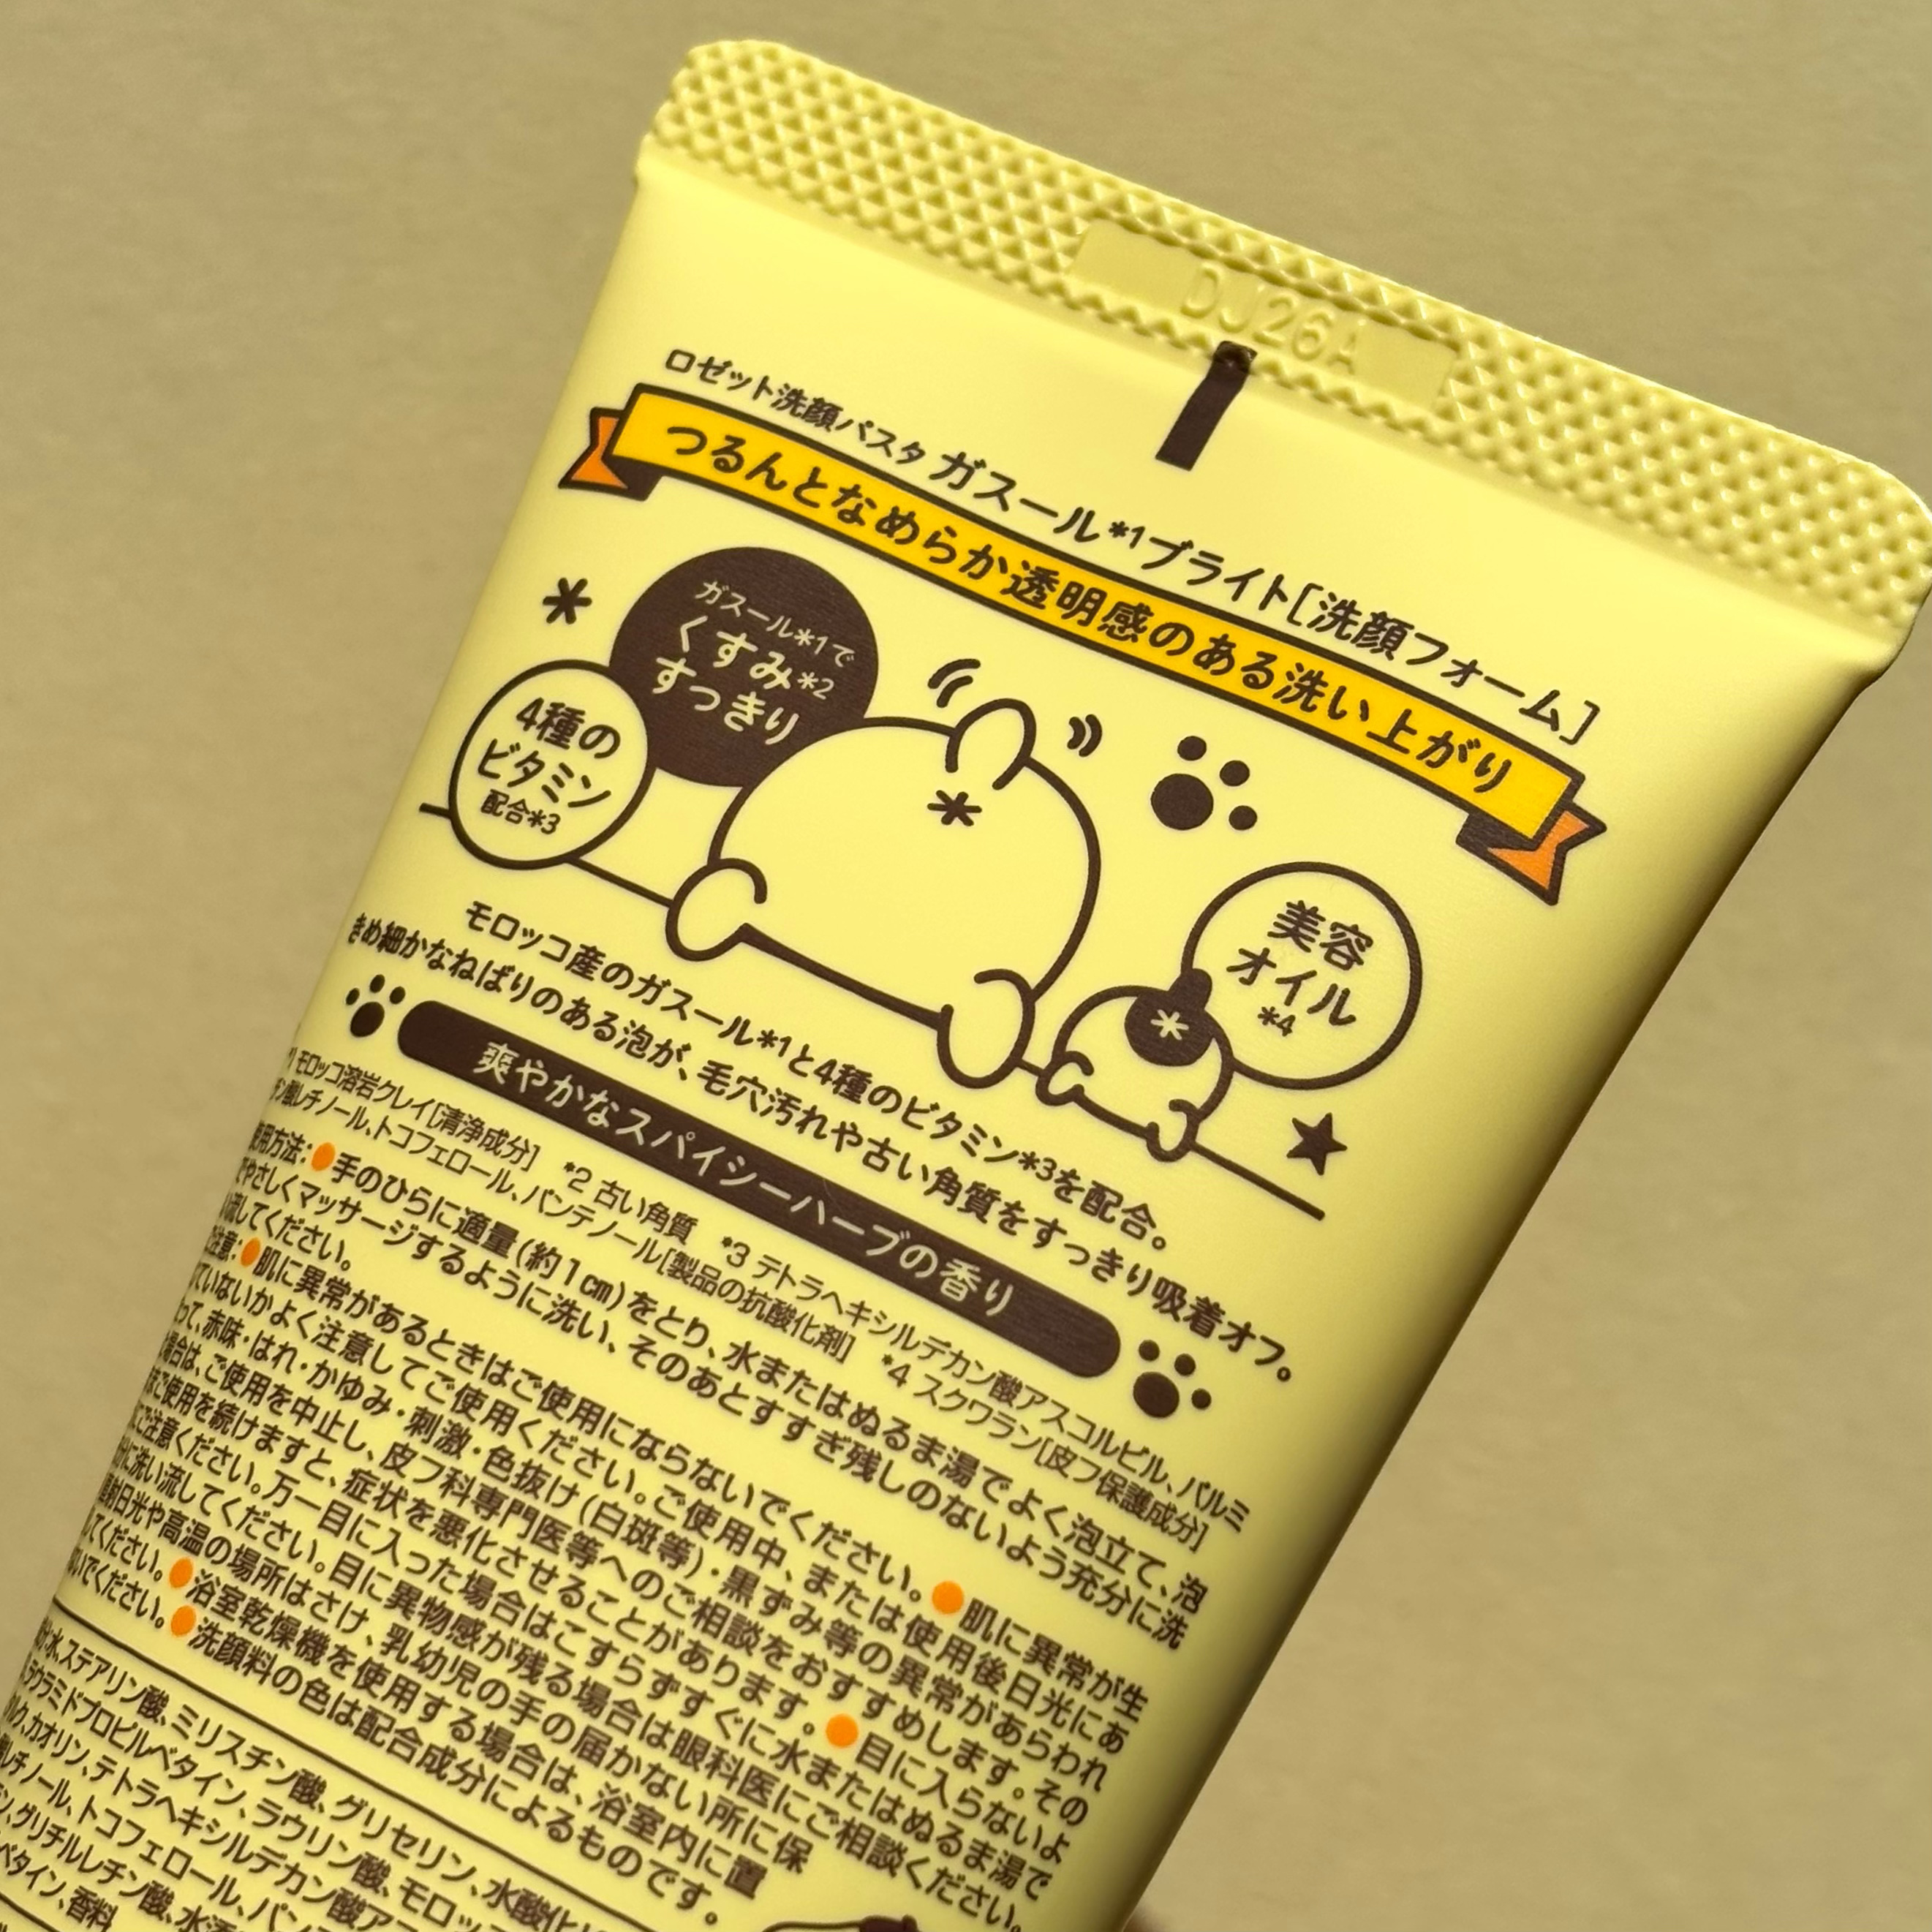 DJ26A
ロゼット洗顔パスタ ガスール*1ブライト[洗顔フォーム]
つるんとなめらか透明感のある洗い上がり
ガスール*1で
くすみ*2
すっきり
4種の
ビタミン
配合*3
美容
オイル
*4
モロッコ産のガスール*1と4種のビタミン*3を配合。
きめ細かなねばりのある泡が、毛穴汚れや古い角質をすっきり吸着オフ。
爽やかなスパイシーハーブの香り
モロッコ溶岩クレイ[清浄成分] *2 古い角質 *3 テトラヘキシルデカン酸アスコルビル、パルミ
チン酸レチノール、トコフェロール、パンテノール[製品の抗酸化剤] *4 スクワラン[皮フ保護成分]
使用方法:●手のひらに適量(約1㎝)をとり、水またはぬるま湯でよく泡立て、泡
でやさしくマッサージするように洗い、そのあとすすぎ残しのないよう充分に洗
い流してください。
注意:●肌に異常があるときはご使用にならないでください。●肌に異常が生
ていないかよく注意してご使用ください。ご使用中、または使用後日光にあ
って、赤味・はれ・かゆみ・刺激・色抜け(白斑等)・黒ずみ等の異常があらわれ
場合は、ご使用を中止し、皮フ科専門医等へのご相談をおすすめします。その
まご使用を続けますと、症状を悪化させることがあります。●目に入らないよ
ご注意ください。万一目に入った場合はこすらずすぐに水またはぬるま湯で
に洗い流してください。目に異物感が残る場合は眼科医にご相談ください。
射日光や高温の場所はさけ、乳幼児の手の届かない所に保
してください。●浴室乾燥機を使用する場合は、浴室内に置
ないでください。●洗顔料の色は配合成分によるものです。
水、ステアリン酸、ミリスチン酸、グリセリン、水酸化
ラウラミドプロピルベタイン、ラウリン酸、モロッ
カオリン、テトラヘキシルデカン酸ア
レチノール、トコフェロール、パン
グリチルレチン酸、水
ベタイン、香料